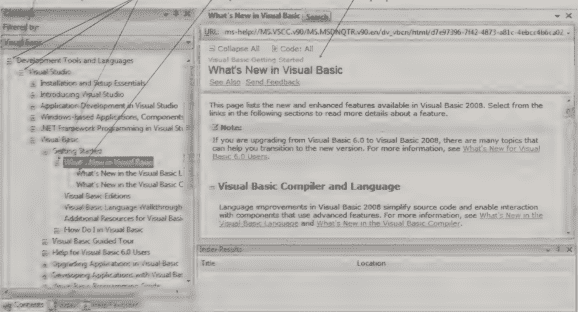 Filtered by:
Visual Basic
Development Tools and Languages
Visual Studio
Installation and Setup Essentials
Introducing Visual Studio
Application Development in Visual Studio
Windows-based Applications, Components
.NET Framework Programming in Visual St
Visual Basic
Getting Started
What's New in Visual Basic
What's New in the Visual Basic L
What's New in the Visual Basic C
Visual Basic Editions
Visual Basic Language Walkthrough
Additional Resources for Visual Basi
How Do I in Visual Basic
Visual Basic Guided Tour
Help for Visual Basic 6.0 Users
Upgrading Applications in Visual Basic
Developing Applications with Visual Ba
Visual Basic Programming Guide
Contents
What's New in Visual Basic Search
URL:
Collapse All Code: All
Visual Basic Getting Started
What's New in Visual Basic
See Also Send Feedback
This page lists the new and enhanced features available in Visual Basic 2008. Select from the
links in the following sections to read more details about a feature.
Note:
If you are upgrading from Visual Basic 6.0 to Visual Basic 2008, there are many topics that
can help you transition to the new version. For more information, see What's New for Visual
Basic 6.0 Users.
Visual Basic Compiler and Language
Language improvements in Visual Basic 2008 simplify source code and enable interaction
with components that use advanced features. For more information, see What's New in the
Visual Basic Language and What's New in the Visual Basic Compiler.
Index Results
Title Location